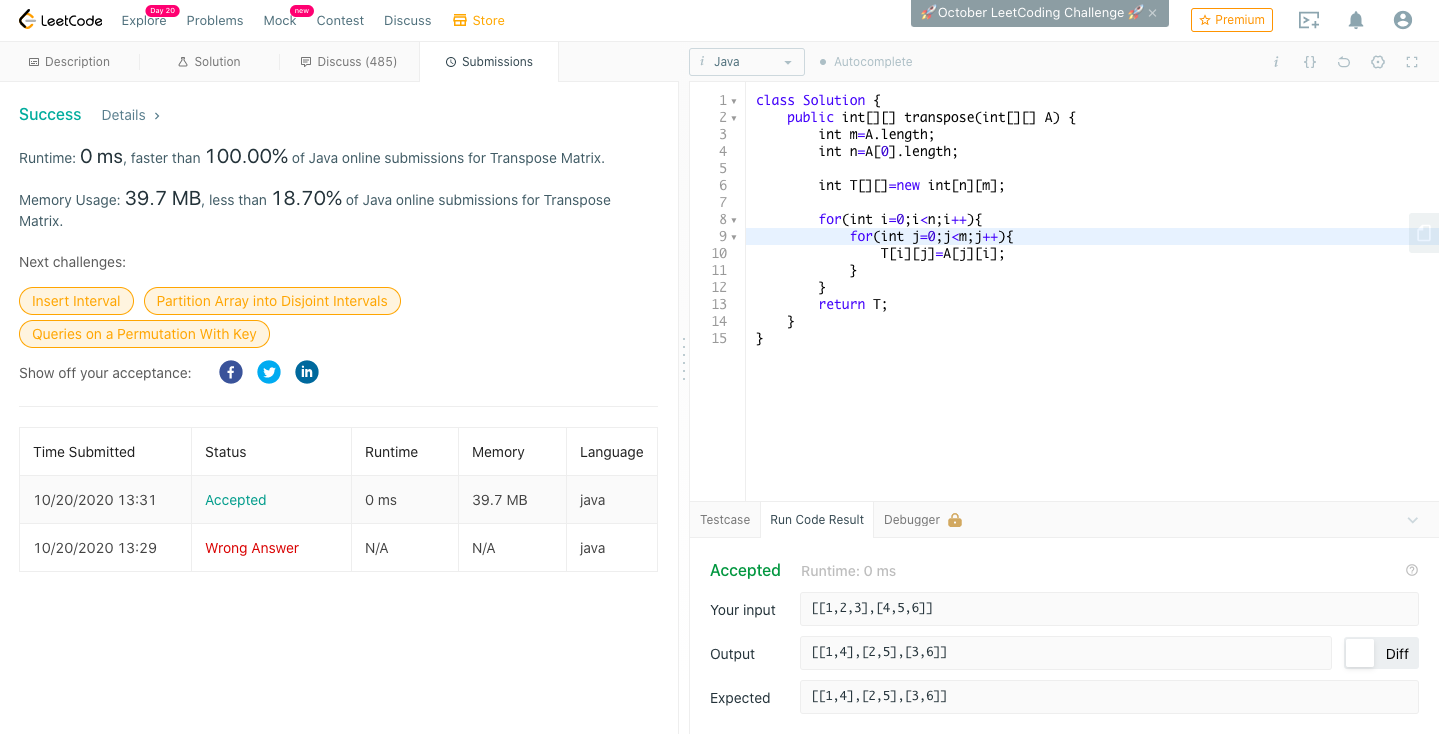 LeetCode
Explore
Day 20
Problems
Mock
new
Contest
Discuss
Store
🚀October LeetCoding Challenge🚀 ×
Premium
Description
Solution
Discuss (485)
Submissions
i Java
Autocomplete
i {}
Success Details >
Runtime: 0 ms, faster than 100.00% of Java online submissions for Transpose Matrix.
Memory Usage: 39.7 MB, less than 18.70% of Java online submissions for Transpose
Matrix.
Next challenges:
Insert Interval Partition Array into Disjoint Intervals
Queries on a Permutation With Key
Show off your acceptance:
Time Submitted Status Runtime Memory Language
10/20/2020 13:31 Accepted 0 ms 39.7 MB java
10/20/2020 13:29 Wrong Answer N/A N/A java
1 class Solution {
2     public int[][] transpose(int[][] A) {
3         int m=A.length;
4         int n=A[0].length;
5
6         int T[][]=new int[n][m];
7
8         for(int i=0;i<n;i++){
9             for(int j=0;j<m;j++){
10                 T[i][j]=A[j][i];
11             }
12         }
13         return T;
14     }
15 }
Testcase Run Code Result Debugger
Accepted Runtime: 0 ms
Your input [[1,2,3],[4,5,6]]
Output [[1,4],[2,5],[3,6]] Diff
Expected [[1,4],[2,5],[3,6]]